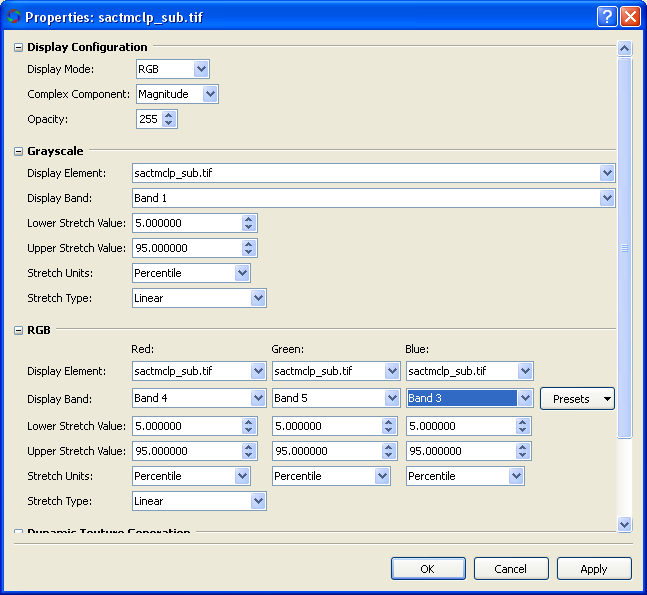 Properties: sactmclp_sub.tif
Display Configuration
Display Mode: RGB
Complex Component: Magnitude
Opacity: 255
Grayscale
Display Element: sactmclp_sub.tif
Display Band: Band 1
Lower Stretch Value: 5.000000
Upper Stretch Value: 95.000000
Stretch Units: Percentile
Stretch Type: Linear
RGB
Red: Green: Blue:
Display Element: sactmclp_sub.tif sactmclp_sub.tif sactmclp_sub.tif
Display Band: Band 4 Band 5 Band 3 Presets
Lower Stretch Value: 5.000000 5.000000 5.000000
Upper Stretch Value: 95.000000 95.000000 95.000000
Stretch Units: Percentile Percentile Percentile
Stretch Type: Linear
Dynamic Texture Generation
OK Cancel Apply